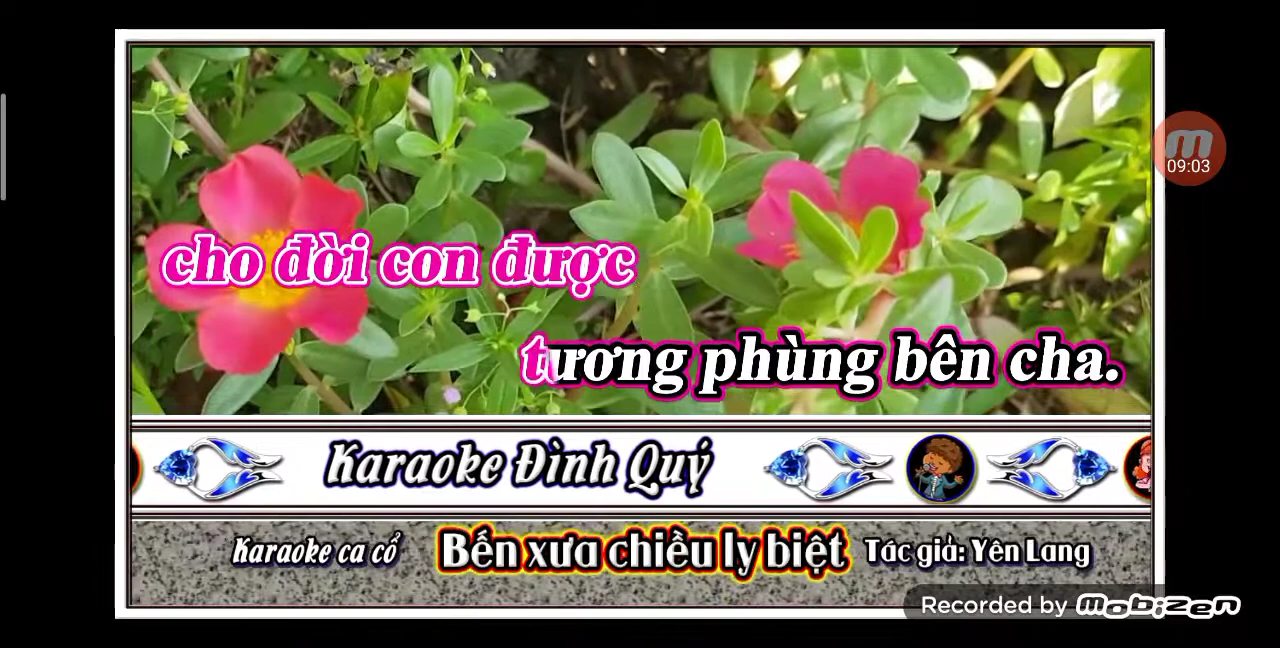 09:03
cho đời con được
tương phùng bên cha.
Karaoke Đình Quý
Karaoke ca cổ Bến xưa chiều ly biệt Tác giả: Yên Lang
Recorded by MOBIZEN